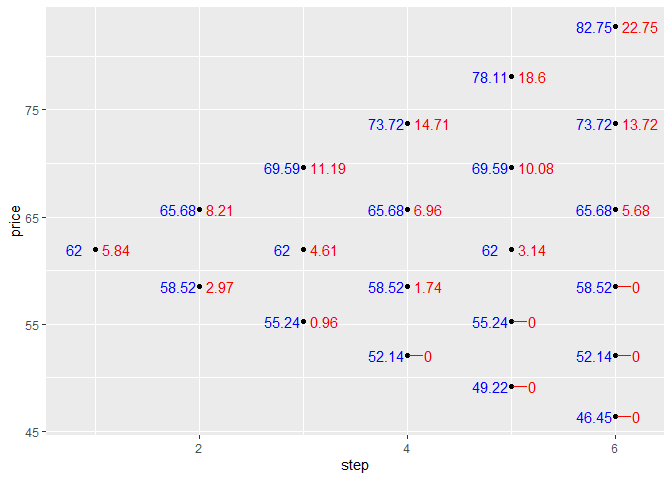 82.75 22.75
78.11 18.6
75
73.72 14.71 73.72 13.72
69.59 11.19 69.59 10.08
65.68 8.21 65.68 6.96 65.68 5.68
65
price
62 5.84 62 4.61 62 3.14
58.52 2.97 58.52 1.74 58.52 0
55.24 0.96 55.24 0
55
52.14 0 52.14 0
49.22 0
46.45 0
45
2 4 6
step